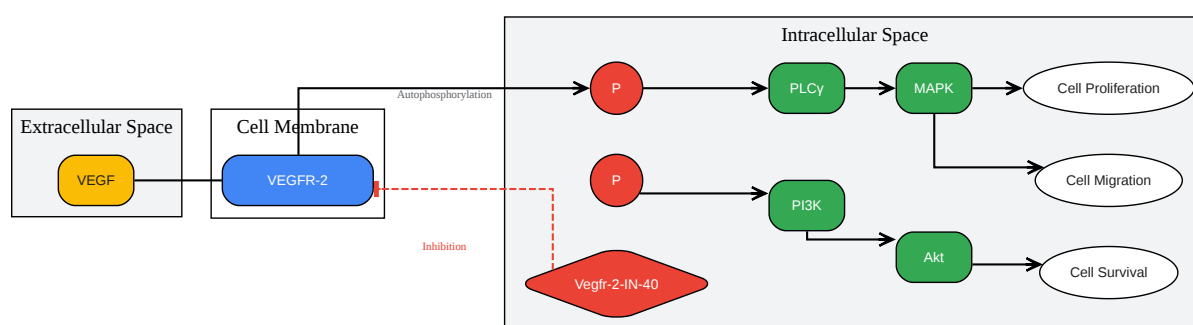 Intracellular Space
P
PLCγ
MAPK
Cell Proliferation
Autophosphorylation
Extracellular Space
Cell Membrane
VEGF
VEGFR-2
P
PI3K
Cell Migration
Inhibition
Akt
Cell Survival
Vegfr-2-IN-40